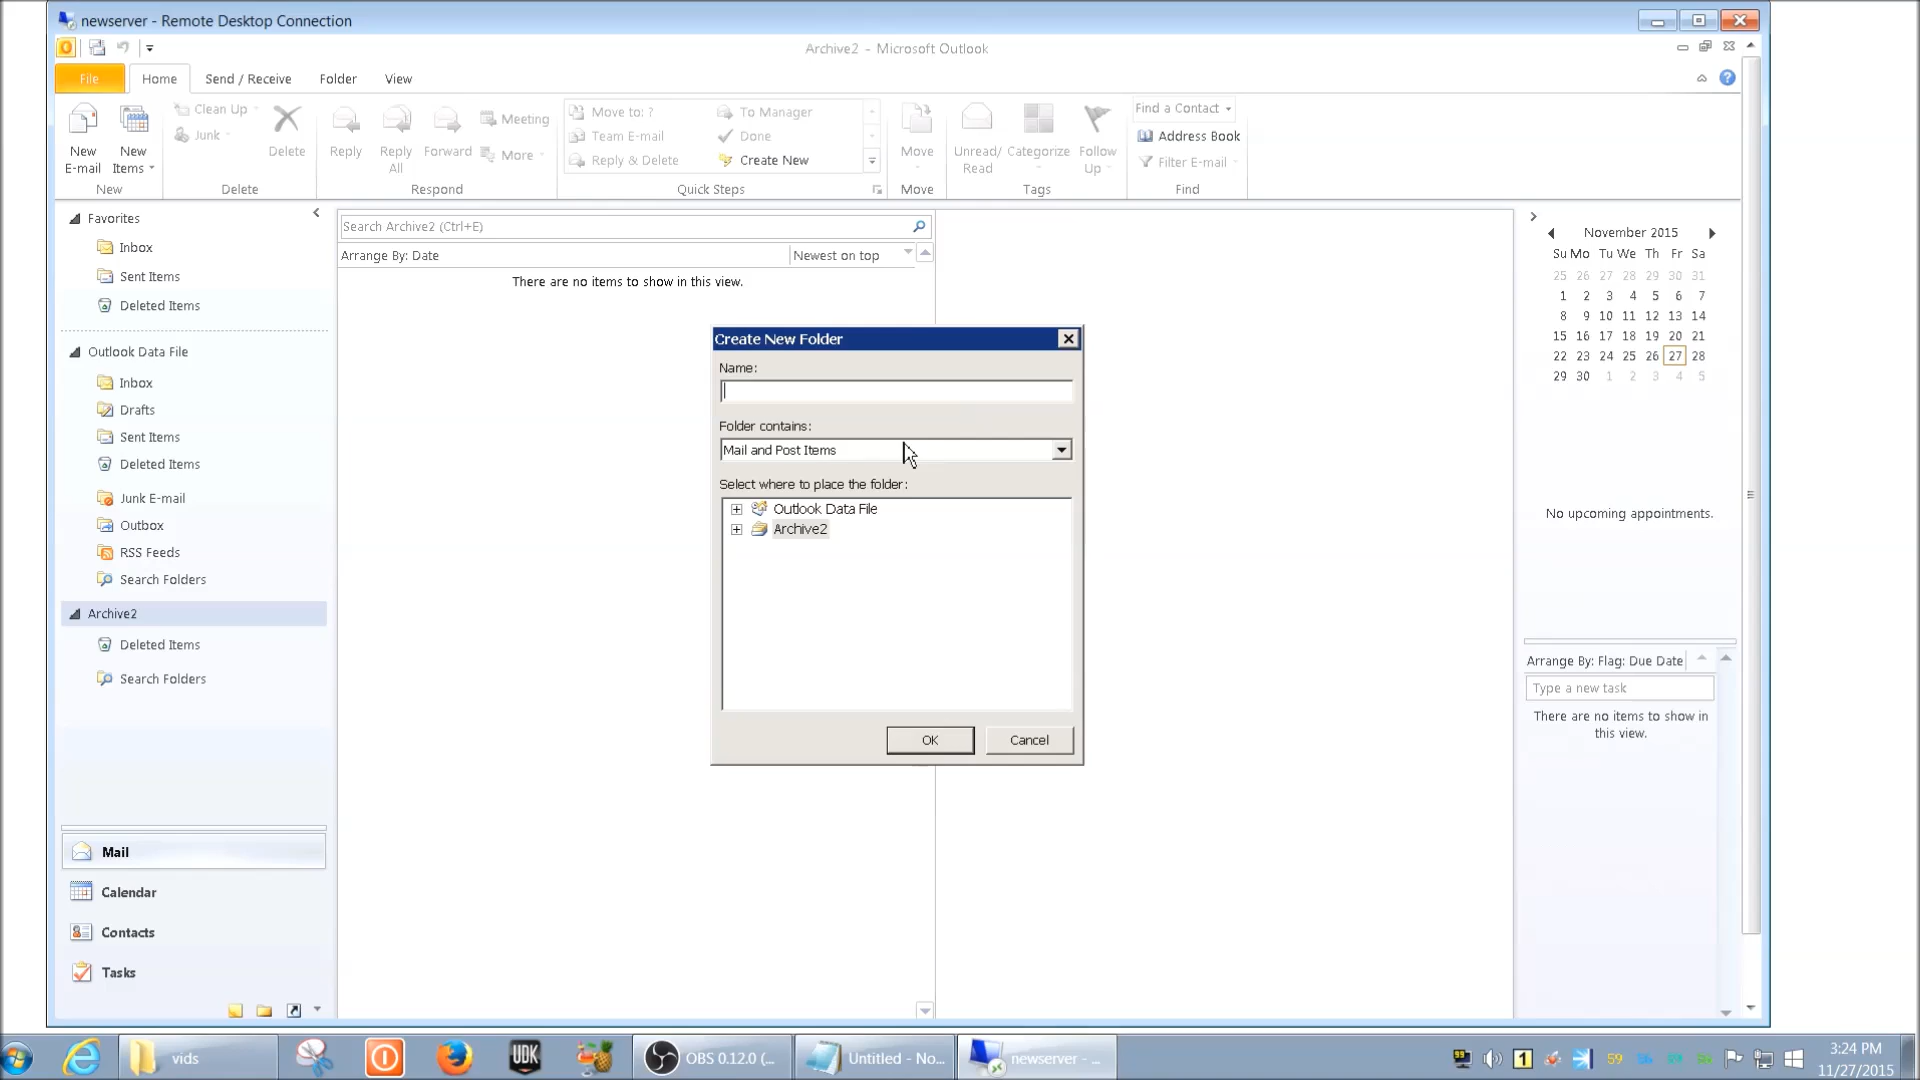 newserver - Remote Desktop Connection
Archive2 - Microsoft Outlook
File Home Send / Receive Folder View
New E-mail
New Items
New
Clean Up
Junk
Delete
Delete
Reply
Reply All
Forward
Meeting
More
Respond
Move to: ?
Team E-mail
Reply & Delete
To Manager
Done
Create New
Quick Steps
Move
Move
Unread/ Read
Categorize
Follow Up
Tags
Find a Contact
Address Book
Filter E-mail
Find
Favorites
Inbox
Sent Items
Deleted Items
Outlook Data File
Inbox
Drafts
Sent Items
Deleted Items
Junk E-mail
Outbox
RSS Feeds
Search Folders
Archive2
Deleted Items
Search Folders
Mail
Calendar
Contacts
Tasks
Search Archive2 (Ctrl+E)
Arrange By: Date Newest on top
There are no items to show in this view.
Create New Folder
Name:
Folder contains:
Mail and Post Items
Select where to place the folder:
Outlook Data File
Archive2
OK Cancel
November 2015
Su Mo Tu We Th Fr Sa
25 26 27 28 29 30 31
1 2 3 4 5 6 7
8 9 10 11 12 13 14
15 16 17 18 19 20 21
22 23 24 25 26 27 28
29 30 1 2 3 4 5
No upcoming appointments.
Arrange By: Flag: Due Date
Type a new task
There are no items to show in
this view.
vids
UDK
OBS 0.12.0 (...
Untitled - No...
newserver - ...
1
59
3:24 PM
11/27/2015